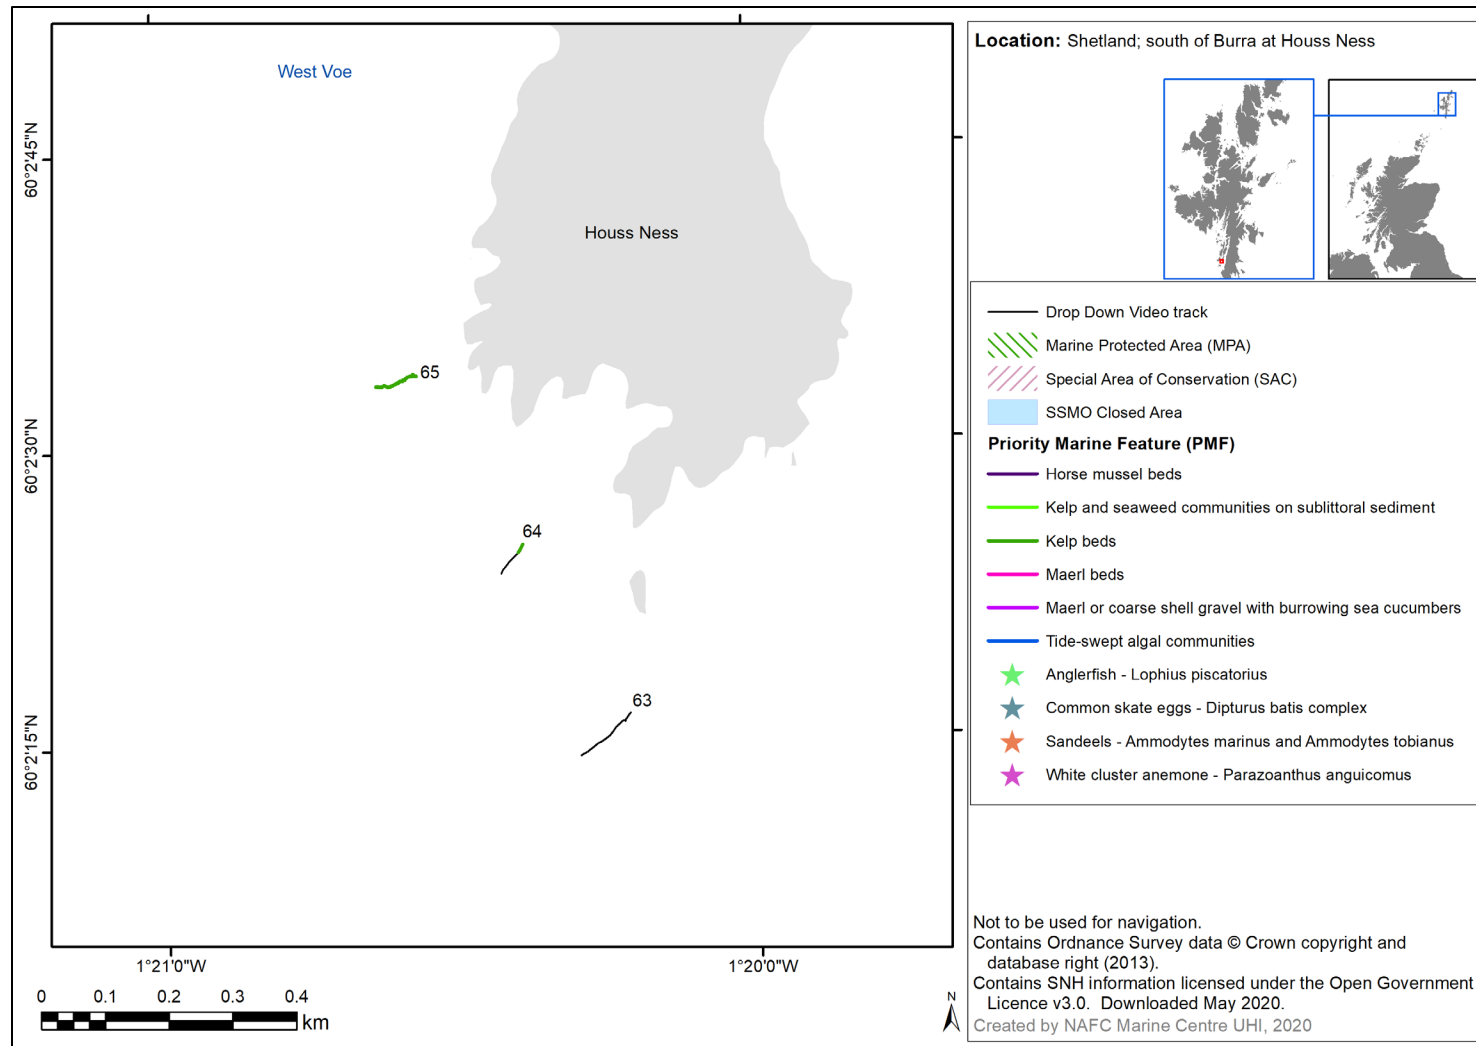 Location: Shetland; south of Burra at Houss Ness
West Voe
60°2'45"N
Houss Ness
65
60°2'30"N
64
63
60°2'15"N
1°21'0"W
1°20'0"W
0 0.1 0.2 0.3 0.4
km
N
Drop Down Video track
Marine Protected Area (MPA)
Special Area of Conservation (SAC)
SSMO Closed Area
Priority Marine Feature (PMF)
Horse mussel beds
Kelp and seaweed communities on sublittoral sediment
Kelp beds
Maerl beds
Maerl or coarse shell gravel with burrowing sea cucumbers
Tide-swept algal communities
Anglerfish - Lophius piscatorius
Common skate eggs - Dipturus batis complex
Sandeels - Ammodytes marinus and Ammodytes tobianus
White cluster anemone - Parazoanthus anguicomus
Not to be used for navigation.
Contains Ordnance Survey data © Crown copyright and
database right (2013).
Contains SNH information licensed under the Open Government
Licence v3.0. Downloaded May 2020.
Created by NAFC Marine Centre UHI, 2020